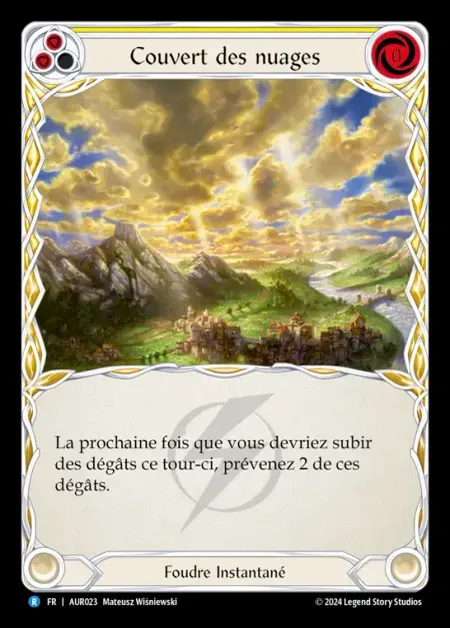 Couvert des nuages
0
La prochaine fois que vous devriez subir
des dégâts ce tour-ci, prévenez 2 de ces
dégâts.
Foudre Instantané
R FR | AUR023 Mateusz Wiśniewski
© 2024 Legend Story Studios